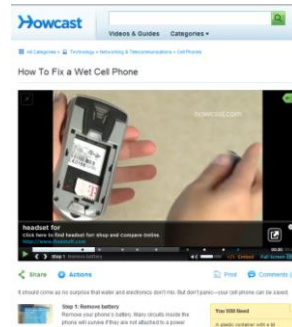 Howcast
Videos & Guides Categories
All Categories Technology Networking & Telecommunications Cell Phones
How To Fix a Wet Cell Phone
howcast.com
headset for
Click here to find headset for! Shop and Compare Online.
Step 1: Remove battery
Embed Full Screen
Share Actions Print Comments
It should come as no surprise that water and electronics don't mix. But don't panic—your cell phone can be saved.
Step 1: Remove battery
Remove your phone's battery. Many circuits inside the
phone will survive if they are not attached to a power
You Will Need
A plastic container with a lid